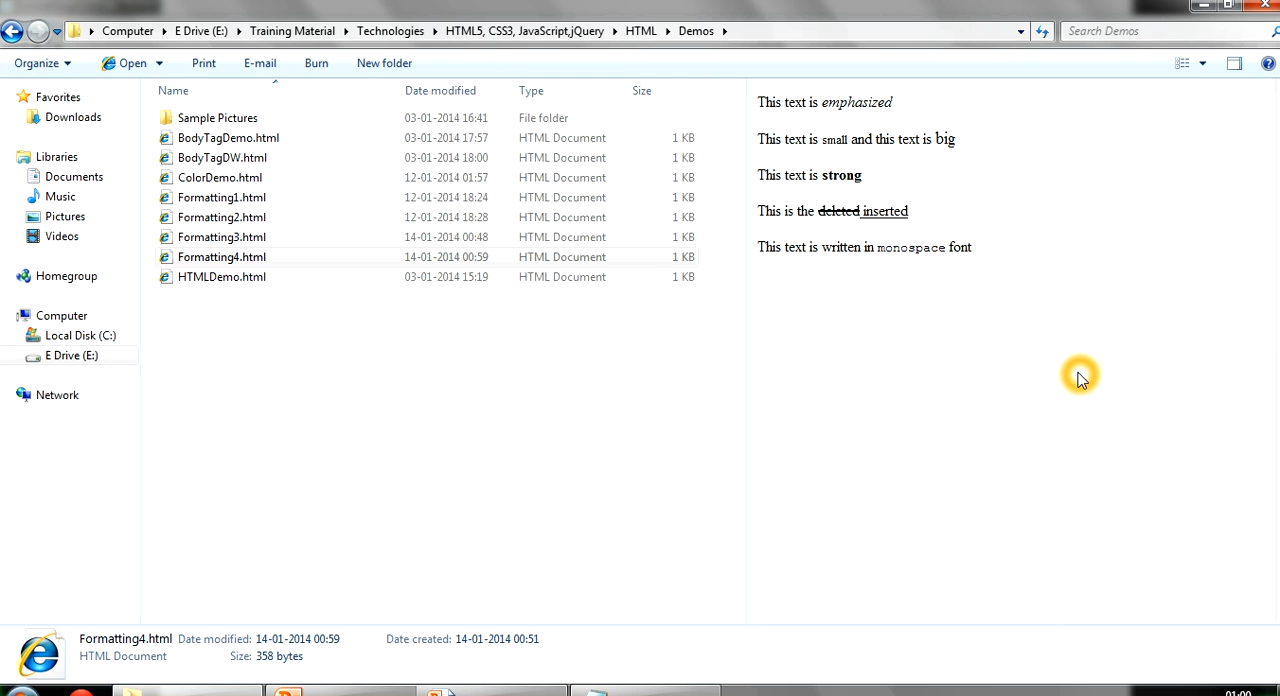 Computer E Drive (E:) Training Material Technologies HTML5, CSS3, JavaScript,jQuery HTML Demos Search Demos
Organize Open Print E-mail Burn New folder
Favorites
Downloads
Libraries
Documents
Music
Pictures
Videos
Homegroup
Computer
Local Disk (C:)
E Drive (E:)
Network
Name Date modified Type Size
Sample Pictures 03-01-2014 16:41 File folder
BodyTagDemo.html 03-01-2014 17:57 HTML Document 1 KB
BodyTagDW.html 03-01-2014 18:00 HTML Document 1 KB
ColorDemo.html 12-01-2014 01:57 HTML Document 1 KB
Formatting1.html 12-01-2014 18:24 HTML Document 1 KB
Formatting2.html 12-01-2014 18:28 HTML Document 1 KB
Formatting3.html 14-01-2014 00:48 HTML Document 1 KB
Formatting4.html 14-01-2014 00:59 HTML Document 1 KB
HTMLDemo.html 03-01-2014 15:19 HTML Document 1 KB
This text is emphasized
This text is small and this text is big
This text is strong
This is the deleted inserted
This text is written in monospace font
Formatting4.html Date modified: 14-01-2014 00:59 Date created: 14-01-2014 00:51
HTML Document Size: 358 bytes
01:00